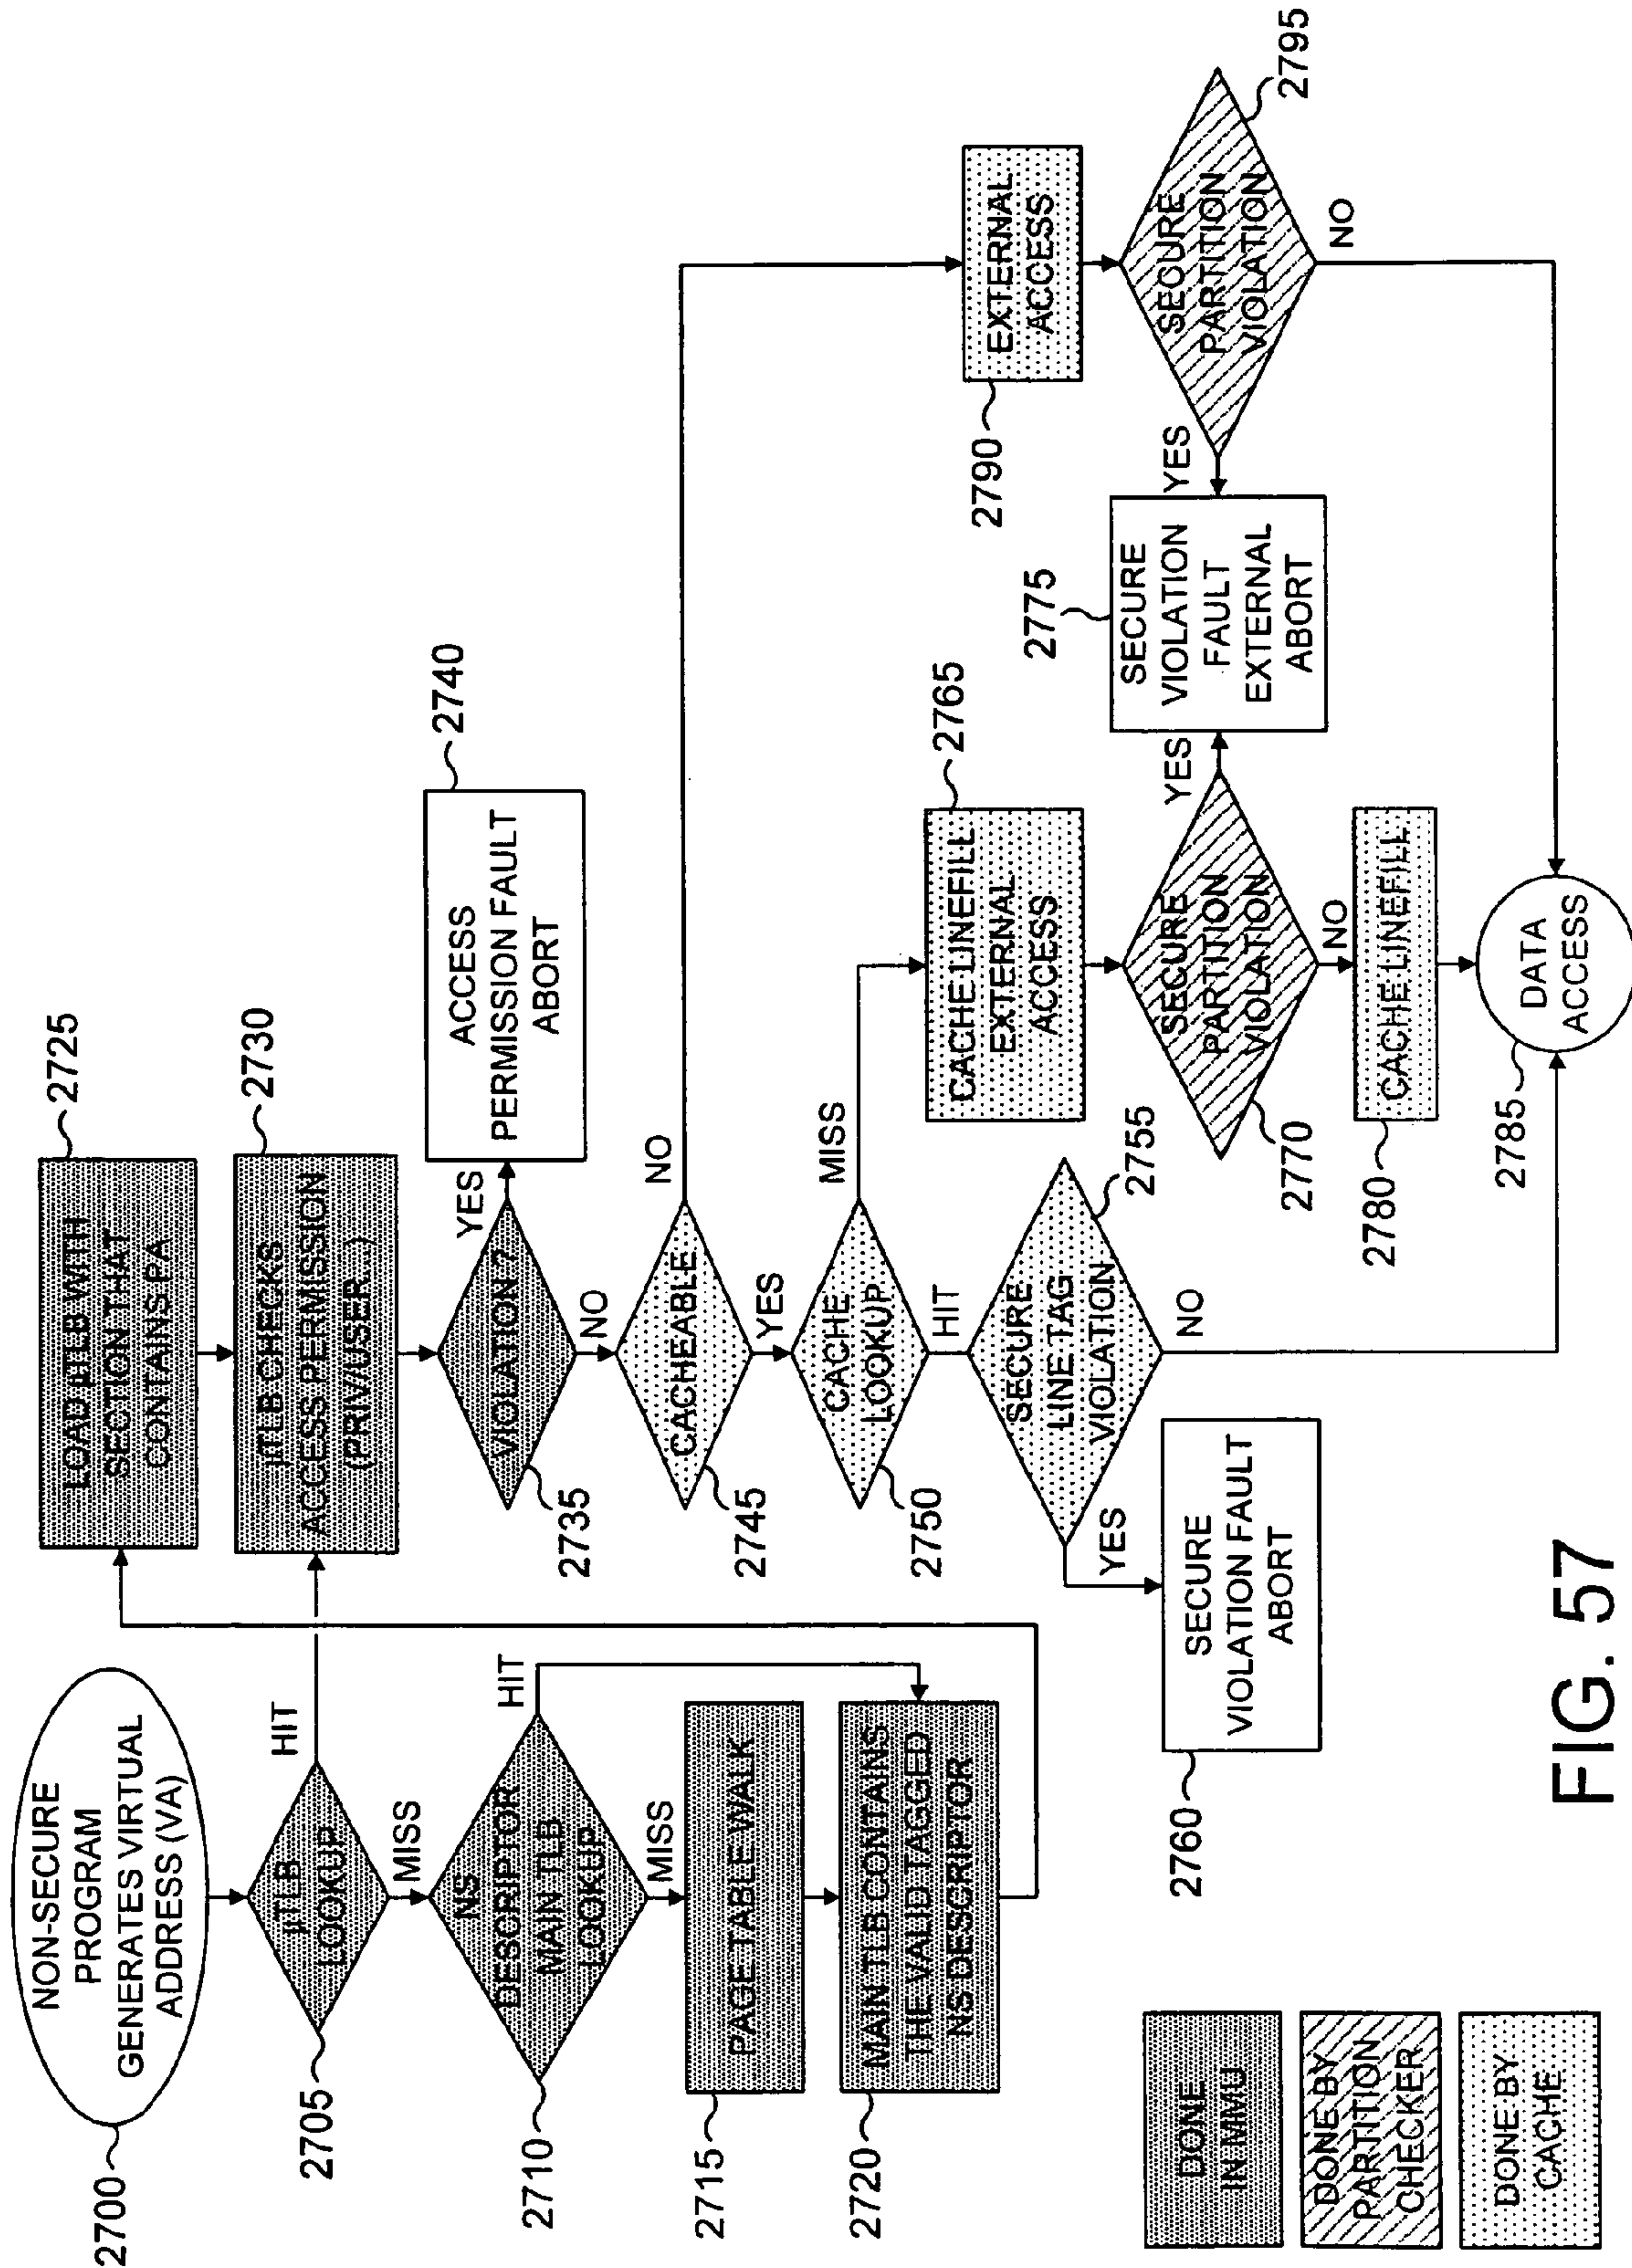 NON-SECURE
PROGRAM
GENERATES VIRTUAL
ADDRESS (VA)
2700
µTLB
LOOKUP
2705
HIT
MISS
NS
DESCRIPTOR
MAIN TLB
LOOKUP
2710
HIT
MISS
PAGETABLE WALK
2715
MAIN TLB CONTAINS
THE VALID TAGGED
NS DESCRIPTOR
2720
LOAD µTLB WITH
SECTION THAT
CONTAINS PA
2725
µTLB CHECKS
ACCESS PERMISSION
(PRIV/USER...)
2730
VIOLATION?
2735
YES
NO
ACCESS
PERMISSION FAULT
ABORT
2740
CACHEABLE
2745
NO
YES
CACHE
LOOKUP
2750
MISS
HIT
SECURE
LINE TAG
VIOLATION
2755
YES
NO
SECURE
VIOLATION FAULT
ABORT
2760
CACHE LINEFILL
EXTERNAL
ACCESS
2765
SECURE
PARTITION
VIOLATION
2770
YES
NO
SECURE
VIOLATION
FAULT
EXTERNAL
ABORT
2775
CACHE LINEFILL
2780
DATA
ACCESS
2785
EXTERNAL
ACCESS
2790
SECURE
PARTITION
VIOLATION
2795
YES
NO
DONE
IN MMU
DONE BY
PARTITION
CHECKER
DONE BY
CACHE
FIG. 57